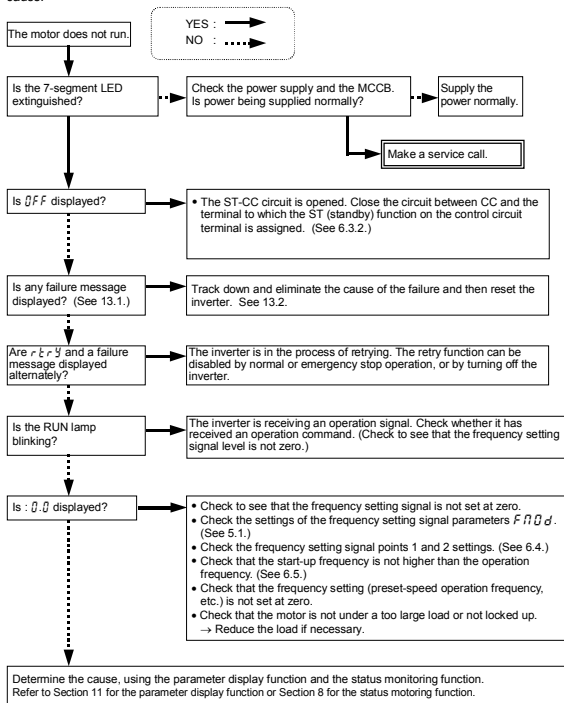 cause.
The motor does not run.
YES :
NO :
Is the 7-segment LED
extinguished?
Check the power supply and the MCCB.
Is power being supplied normally?
Supply the
power normally.
Make a service call.
Is OFF displayed?
• The ST-CC circuit is opened. Close the circuit between CC and the
terminal to which the ST (standby) function on the control circuit
terminal is assigned. (See 6.3.2.)
Is any failure message
displayed? (See 13.1.)
Track down and eliminate the cause of the failure and then reset the
inverter. See 13.2.
Are rtry and a failure
message displayed
alternately?
The inverter is in the process of retrying. The retry function can be
disabled by normal or emergency stop operation, or by turning off the
inverter.
Is the RUN lamp
blinking?
The inverter is receiving an operation signal. Check whether it has
received an operation command. (Check to see that the frequency setting
signal level is not zero.)
Is : 0.0 displayed?
• Check to see that the frequency setting signal is not set at zero.
• Check the settings of the frequency setting signal parameters FMOd.
(See 5.1.)
• Check the frequency setting signal points 1 and 2 settings. (See 6.4.)
• Check that the start-up frequency is not higher than the operation
frequency. (See 6.5.)
• Check that the frequency setting (preset-speed operation frequency,
etc.) is not set at zero.
• Check that the motor is not under a too large load or not locked up.
→ Reduce the load if necessary.
Determine the cause, using the parameter display function and the status monitoring function.
Refer to Section 11 for the parameter display function or Section 8 for the status motoring function.